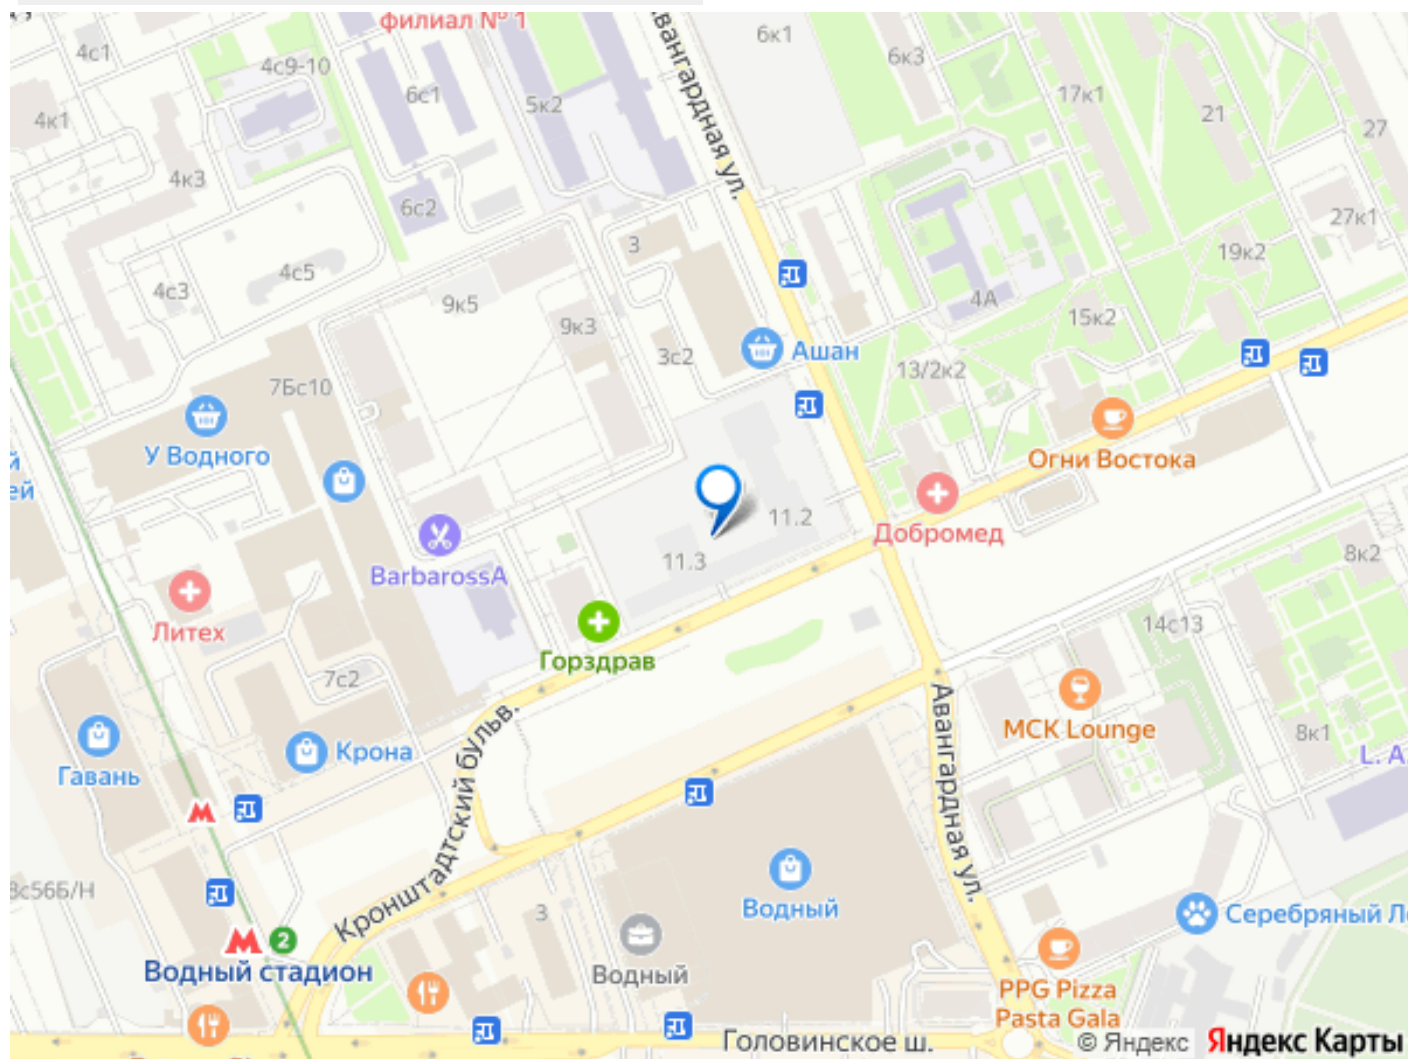 филиал № 1
6к1
4с1
6к3
4с9-10
6с1
5к2
17к1
21
4к1
27
Авангардная ул.
4к3
6с2
27к1
3
19к2
4с5
4с3
4А
9к5
15к2
9к3
3с2
Ашан
13/2к2
7Бс10
У Водного
Огни Востока
й
ей
11.2
Добромед
8к2
11.3
BarbarossA
Литех
14с13
Горздрав
7с2
MCK Lounge
8к1
Крона
L. A.
Гавань
Авангардная ул.
Кронштадтский бульв.
8с56Б/Н
3
Водный
Серебряный Л
2
Водный стадион
Водный
PPG Pizza
Pasta Gala
Головинское ш.
© Яндекс Яндекс Карты